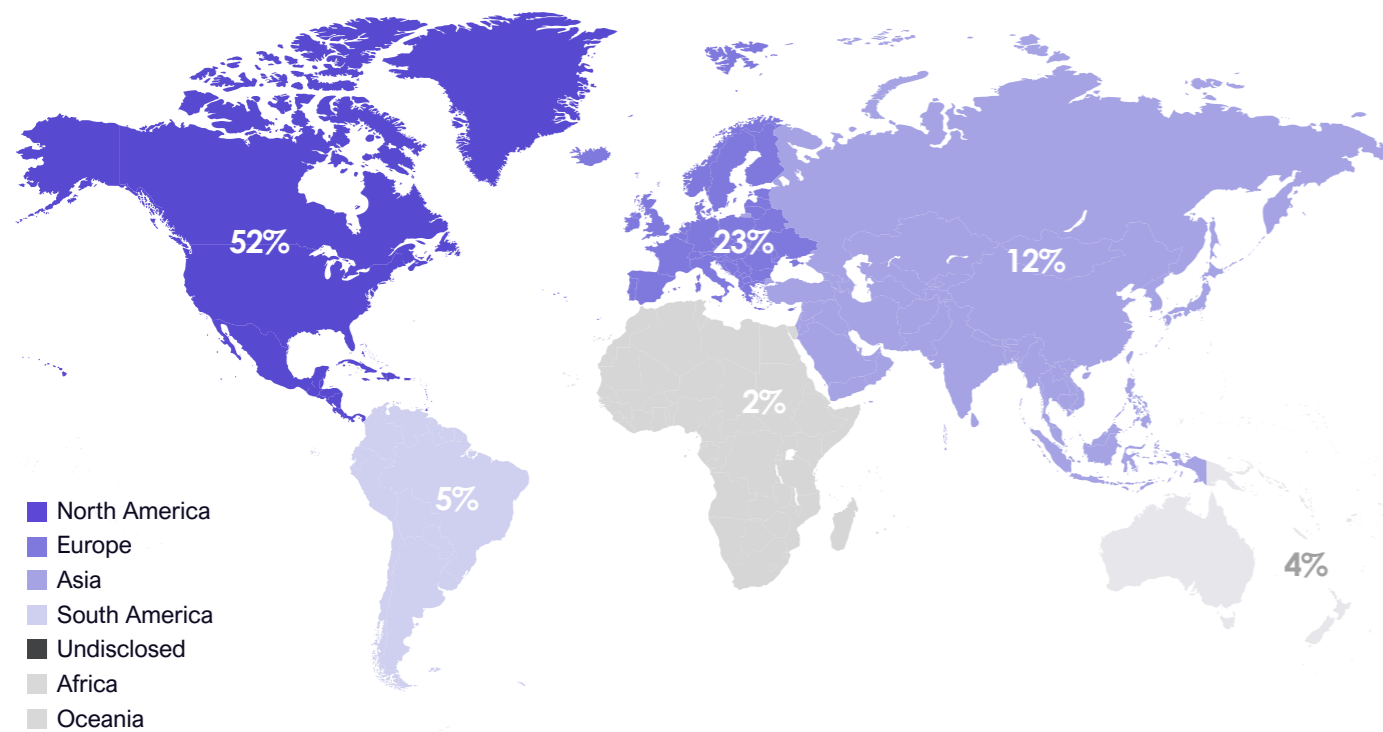 52%
23%
12%
2%
5%
4%
North America
Europe
Asia
South America
Undisclosed
Africa
Oceania